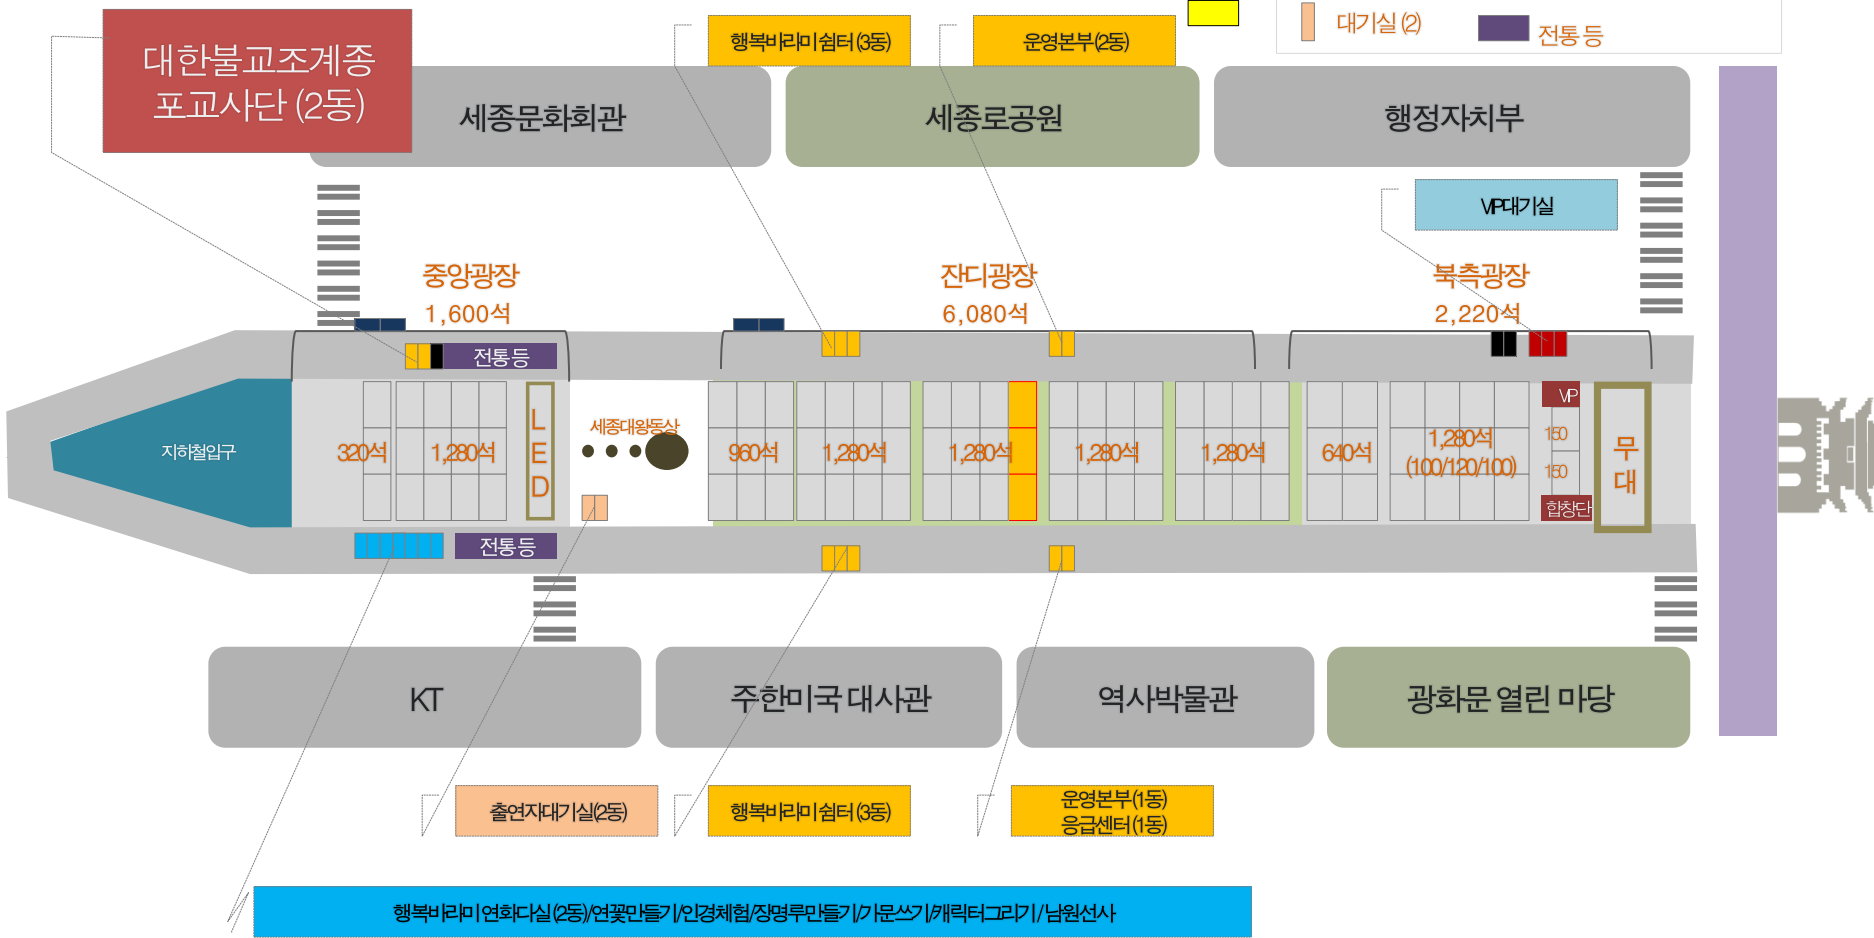 대한불교조계종
포교사단 (2동)
행복바라미 쉼터 (3동)
운영본부 (2동)
대기실 (2)
전통 등
세종문화회관
세종로공원
행정자치부
VIP대기실
중앙광장
1,600석
잔디광장
6,080석
북측광장
2,220석
전통 등
지하철입구
320석
1,280석
LED
세종대왕동상
960석
1,280석
1,280석
1,280석
1,280석
640석
1,280석
(100/120/100)
VIP
150
150
합창단
무대
전통 등
KT
주한미국 대사관
역사박물관
광화문 열린 마당
출연자대기실(2동)
행복바라미 쉼터 (3동)
운영본부 (1동)
응급센터 (1동)
행복바라미 연화다실 (2동)/연꽃만들기/인경체험/장명루만들기/가문쓰기/캐릭터그리기/남원선사